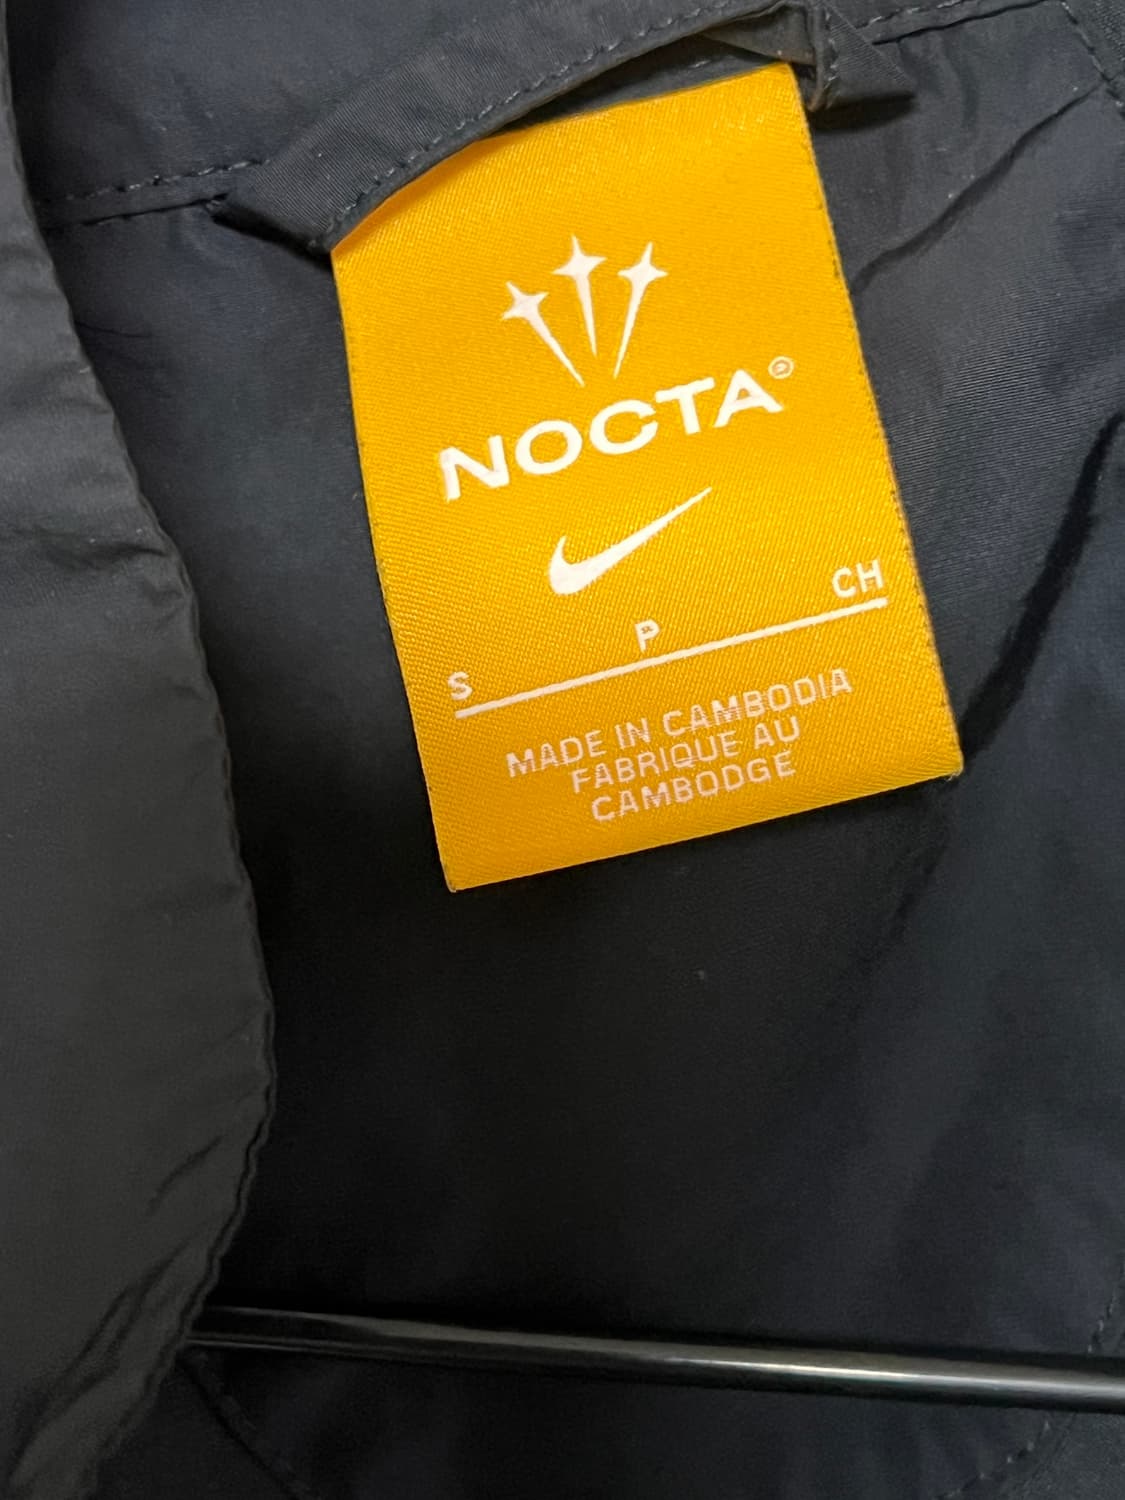 NOCTA®
S P CH
MADE IN CAMBODIA
FABRIQUE AU
CAMBODGE